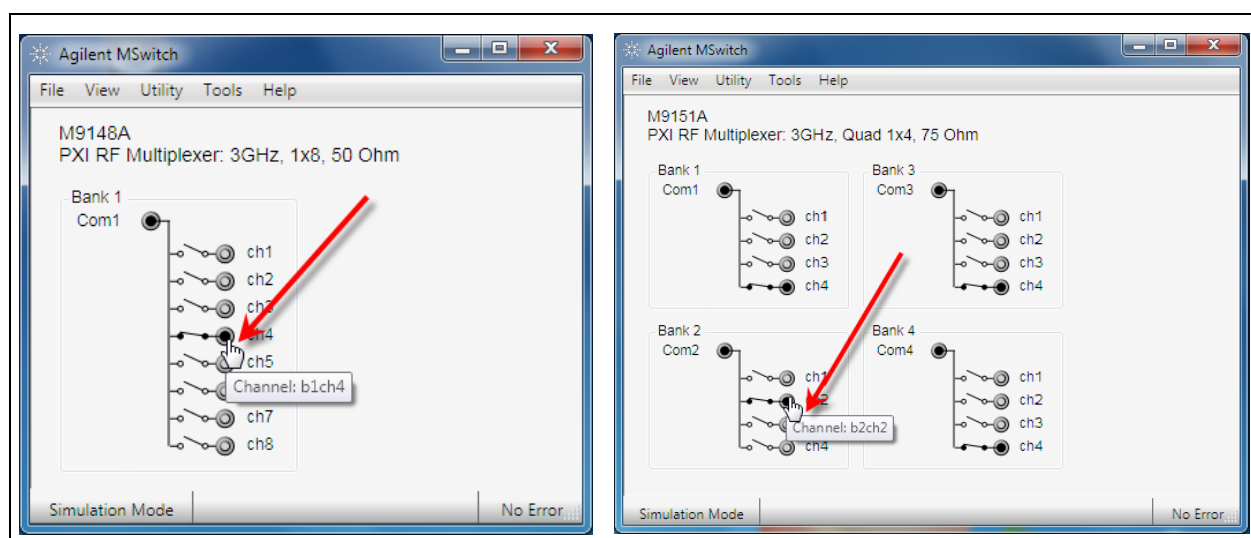 Agilent MSwitch
File View Utility Tools Help
M9148A
PXI RF Multiplexer: 3GHz, 1x8, 50 Ohm
Bank 1
Com1
ch1
ch2
ch4
ch5
Channel: b1ch4
ch7
ch8
Simulation Mode
No Error
Agilent MSwitch
File View Utility Tools Help
M9151A
PXI RF Multiplexer: 3GHz, Quad 1x4, 75 Ohm
Bank 1
Com1
ch1
ch2
ch3
ch4
Bank 3
Com3
ch1
ch2
ch3
ch4
Bank 2
Com2
ch1
Channel: b2ch2
ch4
Bank 4
Com4
ch1
ch2
ch3
ch4
Simulation Mode
No Error